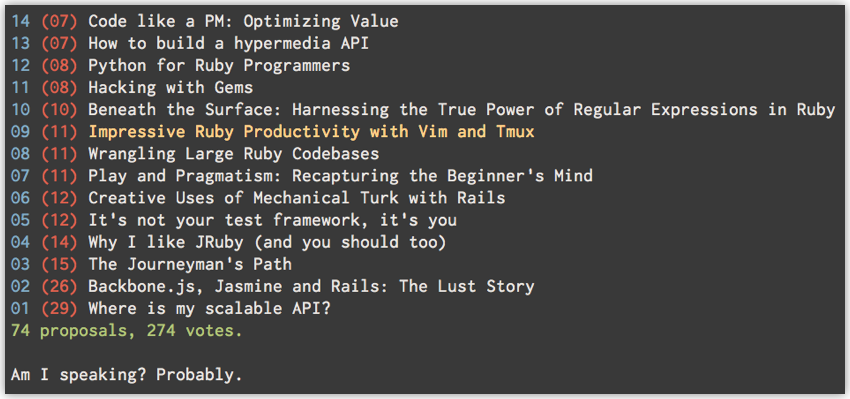 14 (07) Code like a PM: Optimizing Value
13 (07) How to build a hypermedia API
12 (08) Python for Ruby Programmers
11 (08) Hacking with Gems
10 (10) Beneath the Surface: Harnessing the True Power of Regular Expressions in Ruby
09 (11) Impressive Ruby Productivity with Vim and Tmux
08 (11) Wrangling Large Ruby Codebases
07 (11) Play and Pragmatism: Recapturing the Beginner's Mind
06 (12) Creative Uses of Mechanical Turk with Rails
05 (12) It's not your test framework, it's you
04 (14) Why I like JRuby (and you should too)
03 (15) The Journeyman's Path
02 (26) Backbone.js, Jasmine and Rails: The Lust Story
01 (29) Where is my scalable API?
74 proposals, 274 votes.
Am I speaking? Probably.